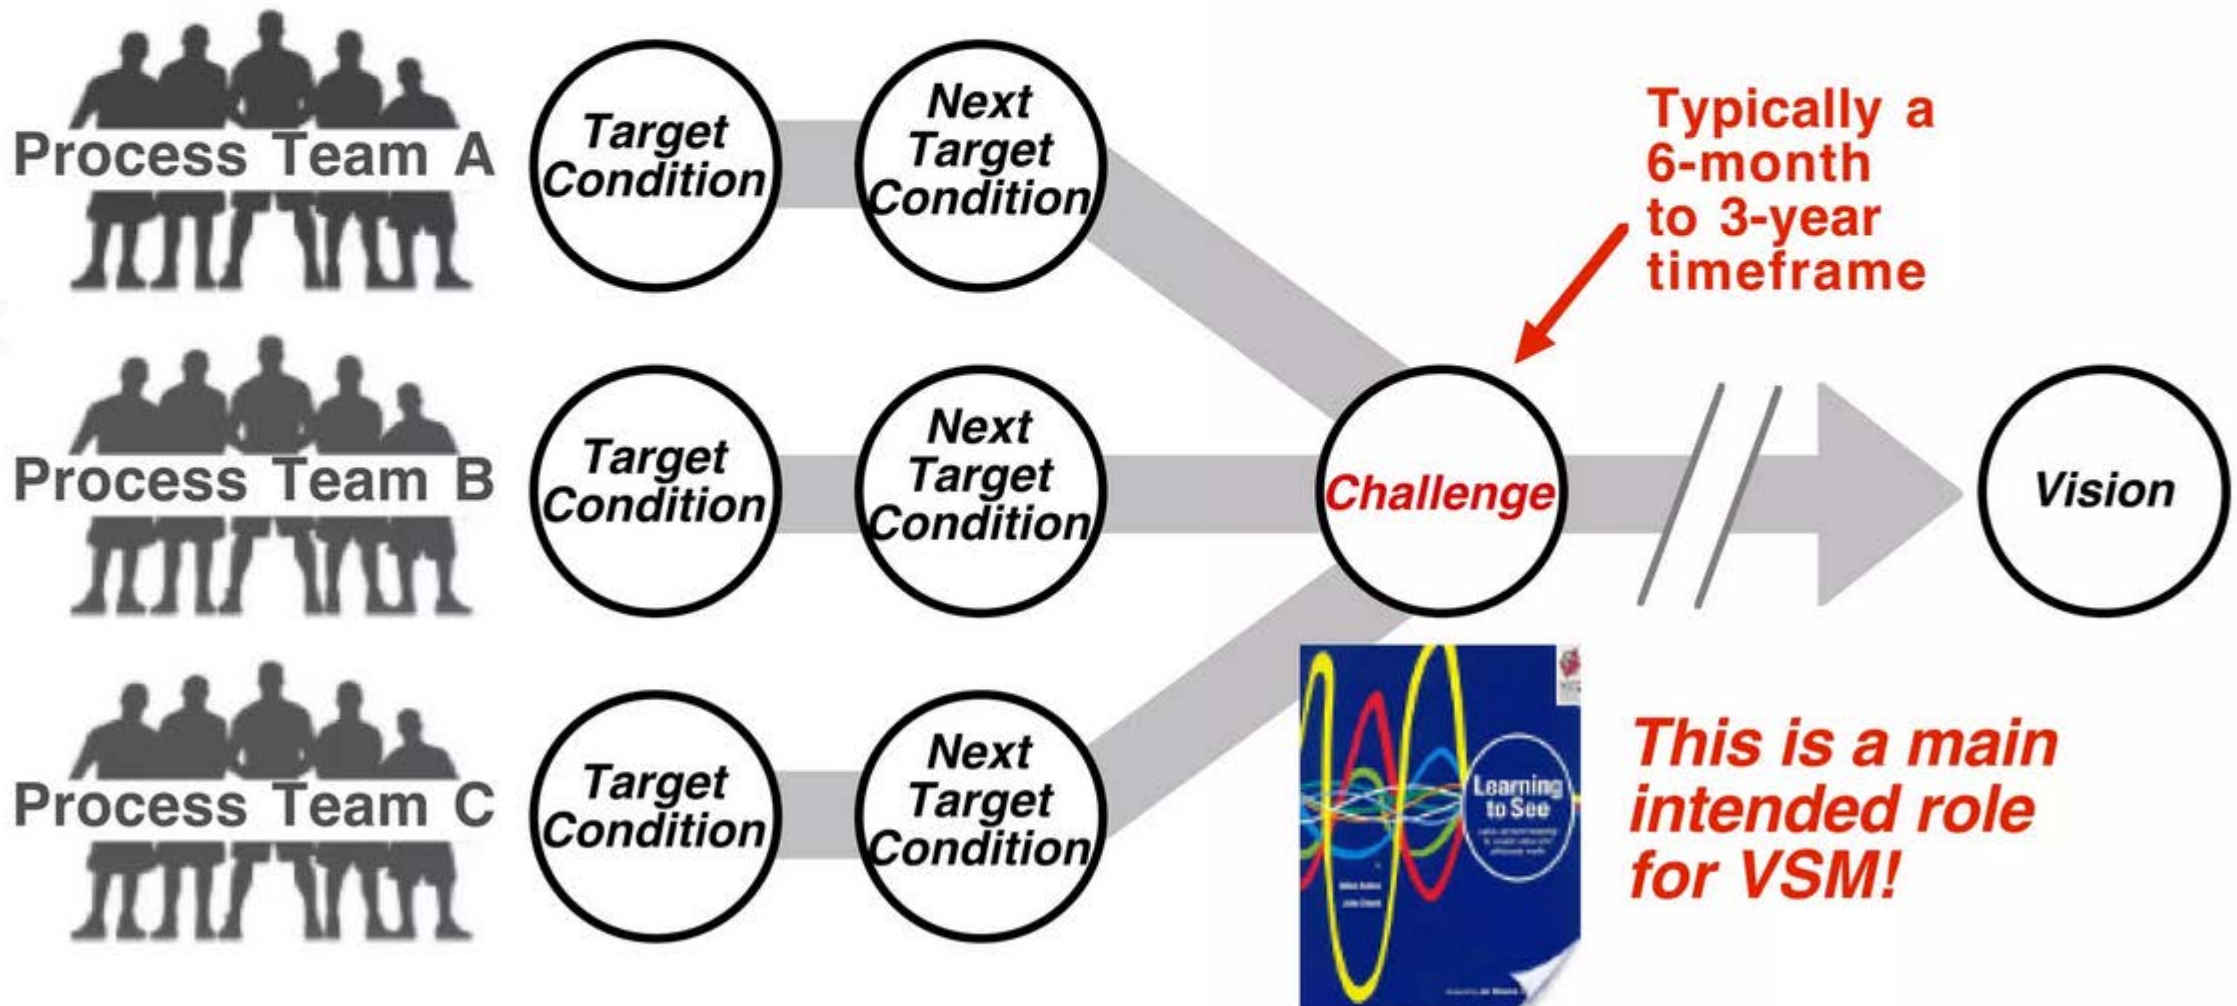 Process Team A
Target
Condition
Next
Target
Condition
Typically a
6-month
to 3-year
timeframe
Process Team B
Target
Condition
Next
Target
Condition
Challenge
Vision
Process Team C
Target
Condition
Next
Target
Condition
Learning
to See
This is a main
intended role
for VSM!